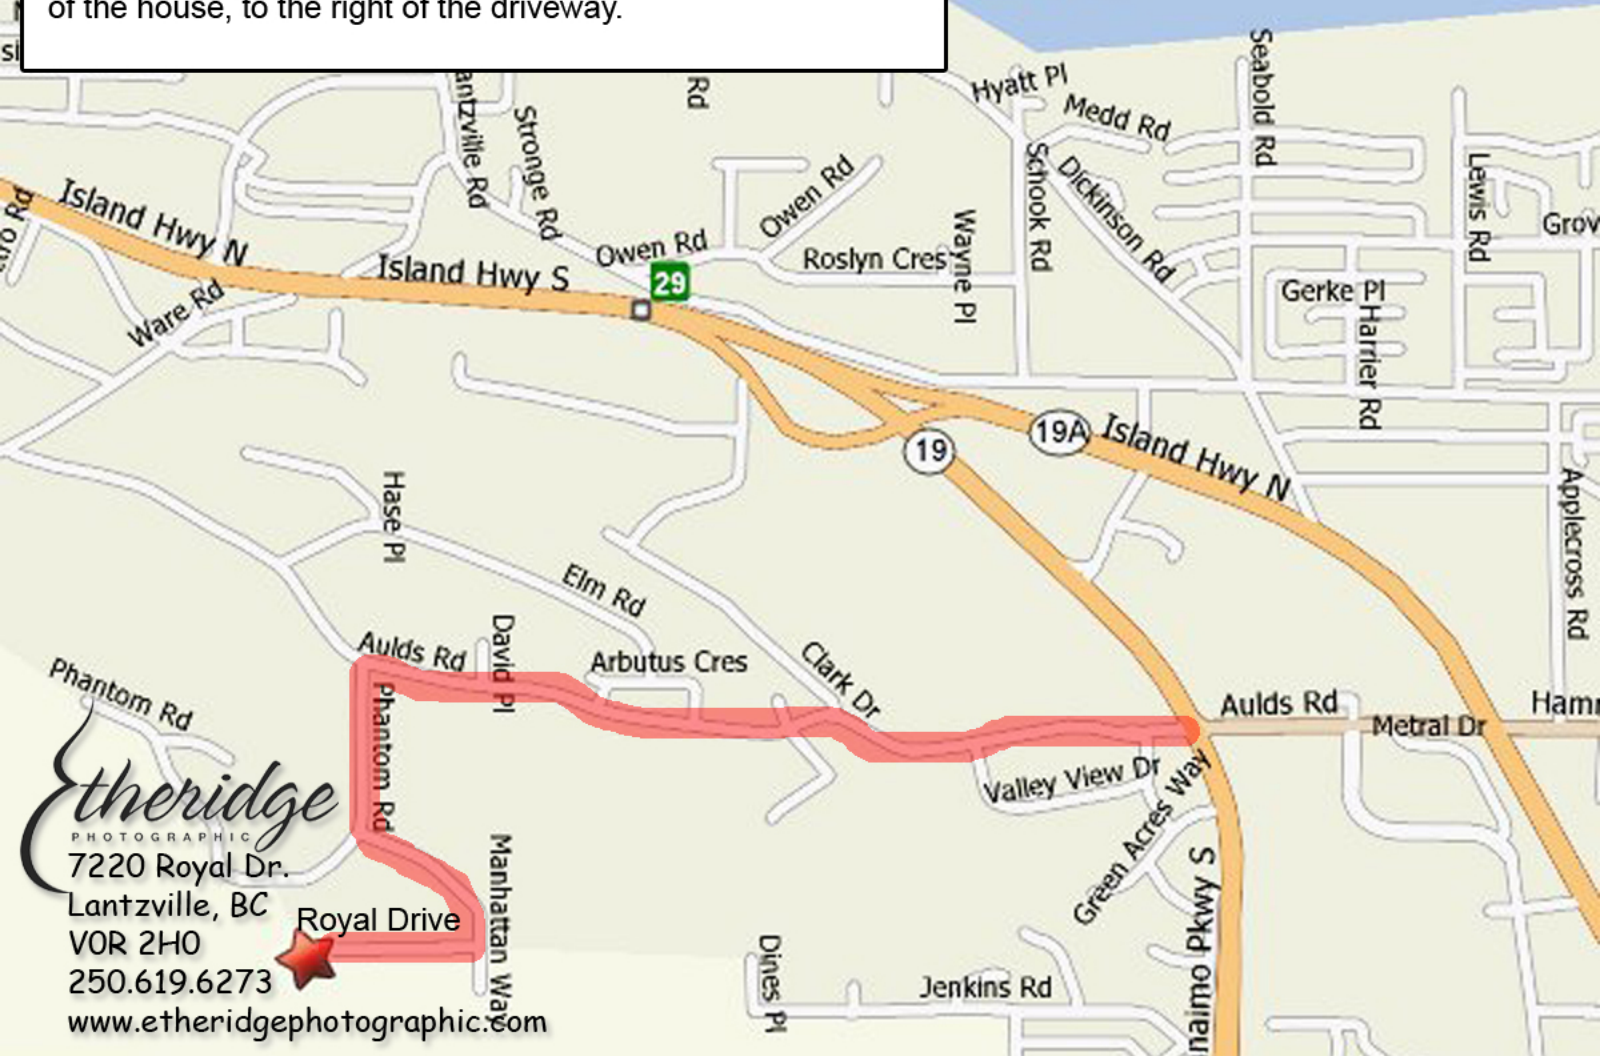 of the house, to the right of the driveway.
Hyatt Pl
Medd Rd
Seabold Rd
Rd
Stronge Rd
antzville Rd
Schook Rd
Dickinson Rd
Lewis Rd
Grov
Island Hwy N
Owen Rd
Owen Rd
Roslyn Cres
Wayne Pl
Island Hwy S
29
Gerke Pl
Harrier Rd
Ware Rd
19
19A
Island Hwy N
Applecross Rd
Hase Pl
Elm Rd
David Pl
Aulds Rd
Arbutus Cres
Clark Dr
Phantom Rd
Phantom Rd
Aulds Rd
Metral Dr
Hamm
Valley View Dr
Green Acres Way
Etheridge
PHOTOGRAPHIC
7220 Royal Dr.
Lantzville, BC
V0R 2H0
250.619.6273
www.etheridgephotographic.com
Royal Drive
Manhattan Way
Dines Pl
Jenkins Rd
naimo Pkwy S